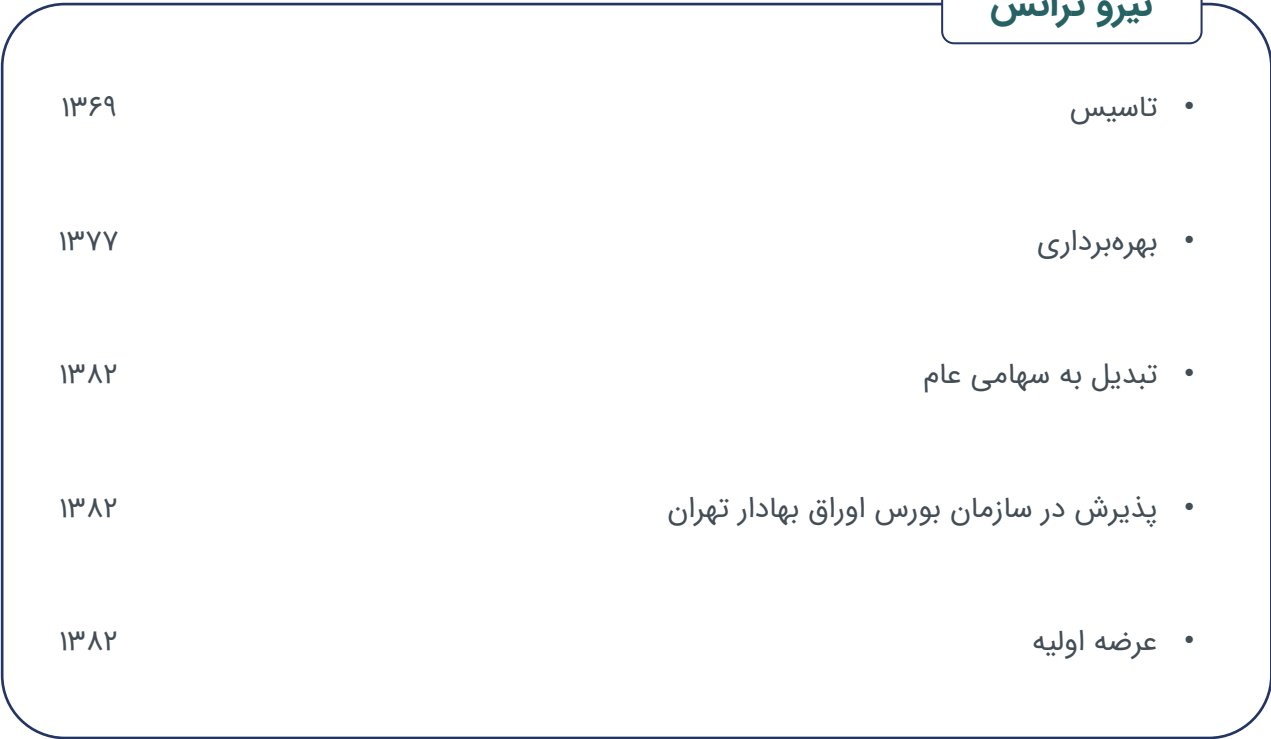 نیرو ترانس
• تاسیس ۱۳۶۹
• بهره‌برداری ۱۳۷۷
• تبدیل به سهامی عام ۱۳۸۲
• پذیرش در سازمان بورس اوراق بهادار تهران ۱۳۸۲
• عرضه اولیه ۱۳۸۲